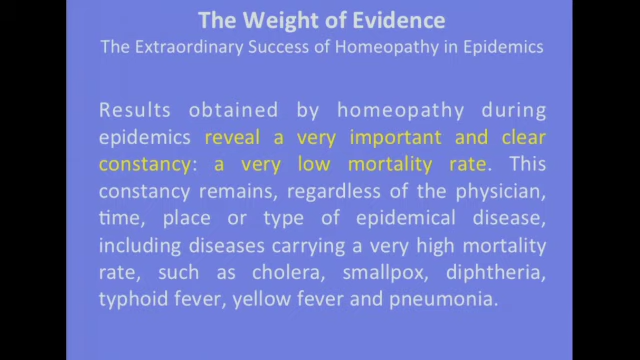 The Weight of Evidence
The Extraordinary Success of Homeopathy in Epidemics
Results obtained by homeopathy during
epidemics reveal a very important and clear
constancy: a very low mortality rate. This
constancy remains, regardless of the physician,
time, place or type of epidemical disease,
including diseases carrying a very high mortality
rate, such as cholera, smallpox, diphtheria,
typhoid fever, yellow fever and pneumonia.